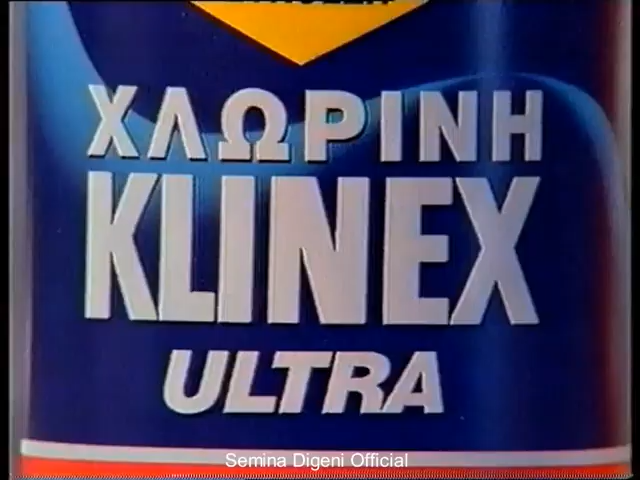 ΧΛΩΡΙΝΗ
KLINEX
ULTRA
Semina Digeni Official